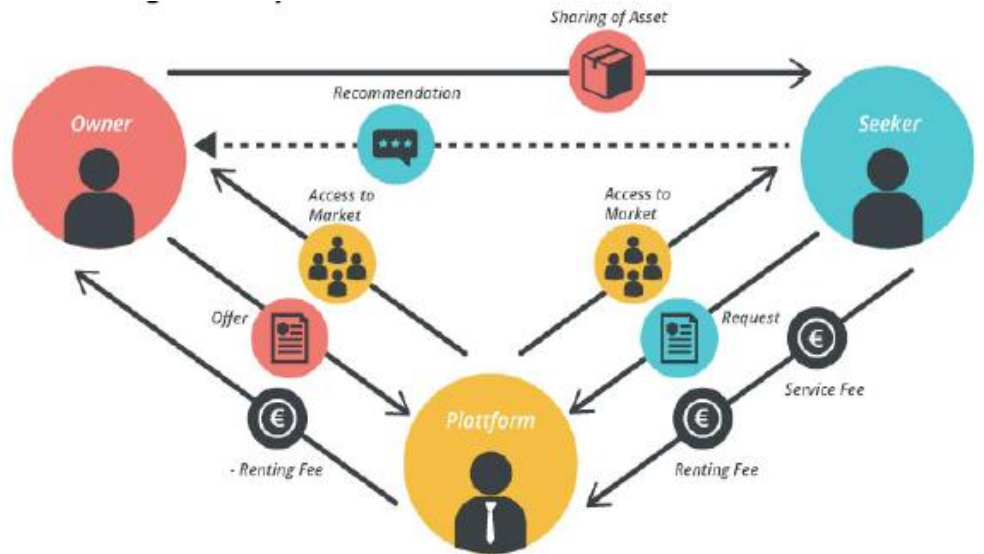 Sharing of Asset
Recommendation
Owner
Seeker
Access to
Market
Access to
Market
Offer
Request
Service Fee
Plattform
- Renting Fee
Renting Fee